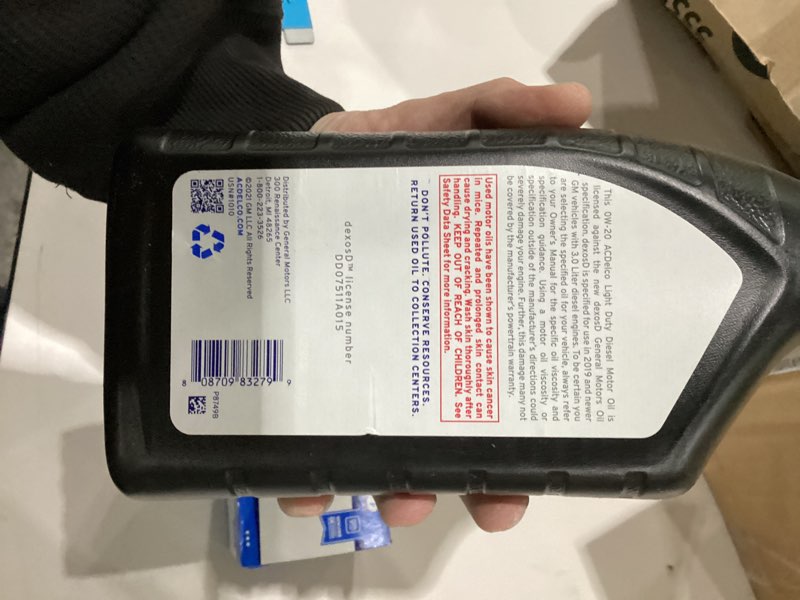 This 0W-20 ACDelco Light Duty Diesel Motor Oil is
licensed against the new dexosD General Motors Oil
specification. dexosD is specified for use in 2019 and newer
GM vehicles with 3.0 Liter diesel engines. To be certain you
are selecting the specified oil for your vehicle, always refer
to your Owner's Manual for the specific oil viscosity and
specification guidance. Using a motor oil viscosity or
specification outside of the manufacturer's directions could
severely damage your engine. Further, this damage many not
be covered by the manufacturer's powertrain warranty.
Used motor oils have been shown to cause skin cancer
in mice. Repeated and prolonged skin contact can
cause drying and cracking. Wash skin thoroughly after
handling. KEEP OUT OF REACH OF CHILDREN. See
Safety Data Sheet for more information.
DON'T POLLUTE. CONSERVE RESOURCES.
RETURN USED OIL TO COLLECTION CENTERS.
dexosD™ license number
DD07511A015
Distributed by General Motors LLC
300 Renaissance Center
Detroit, MI 48265
1-800-223-3526
©2021 GM LLC All Rights Reserved
ACDELCO.COM
USN#1010
8 08709 83279 9
P8749B